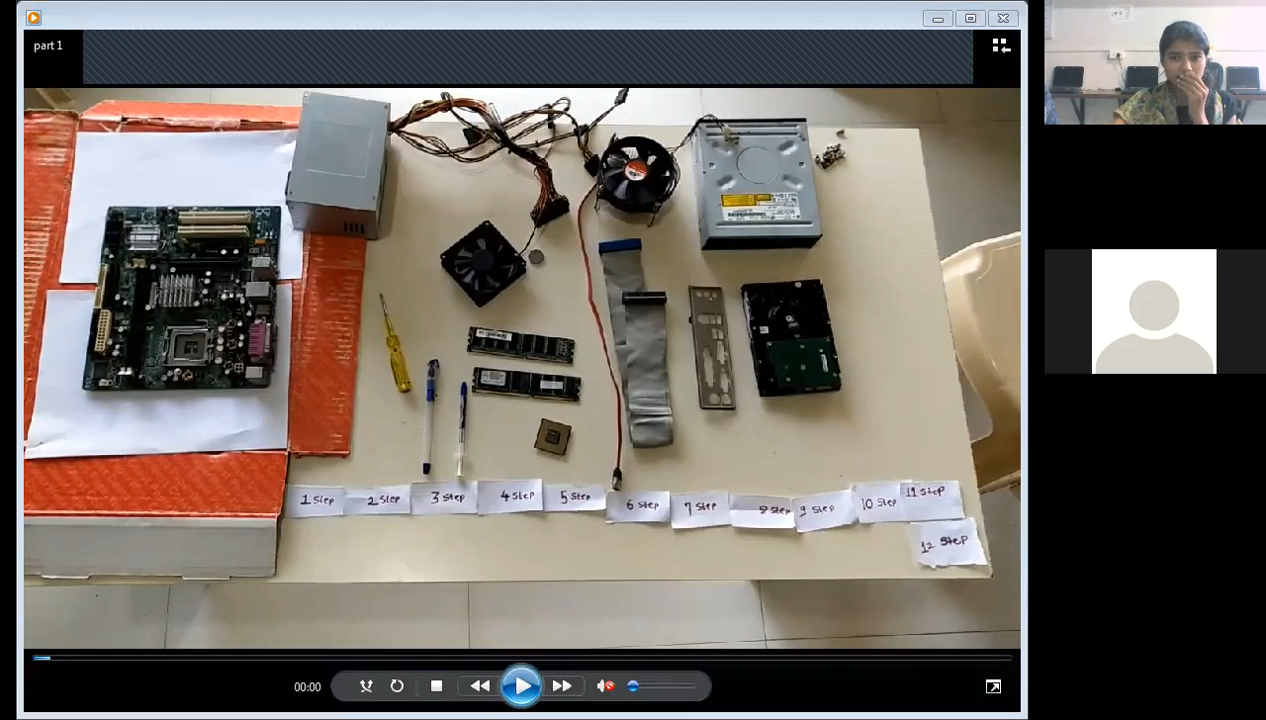 part 1
1 Step
2 Step
3 Step
4 Step
5 Step
6 Step
7 Step
8 Step
9 Step
10 Step
11 Step
12 Step
00:00